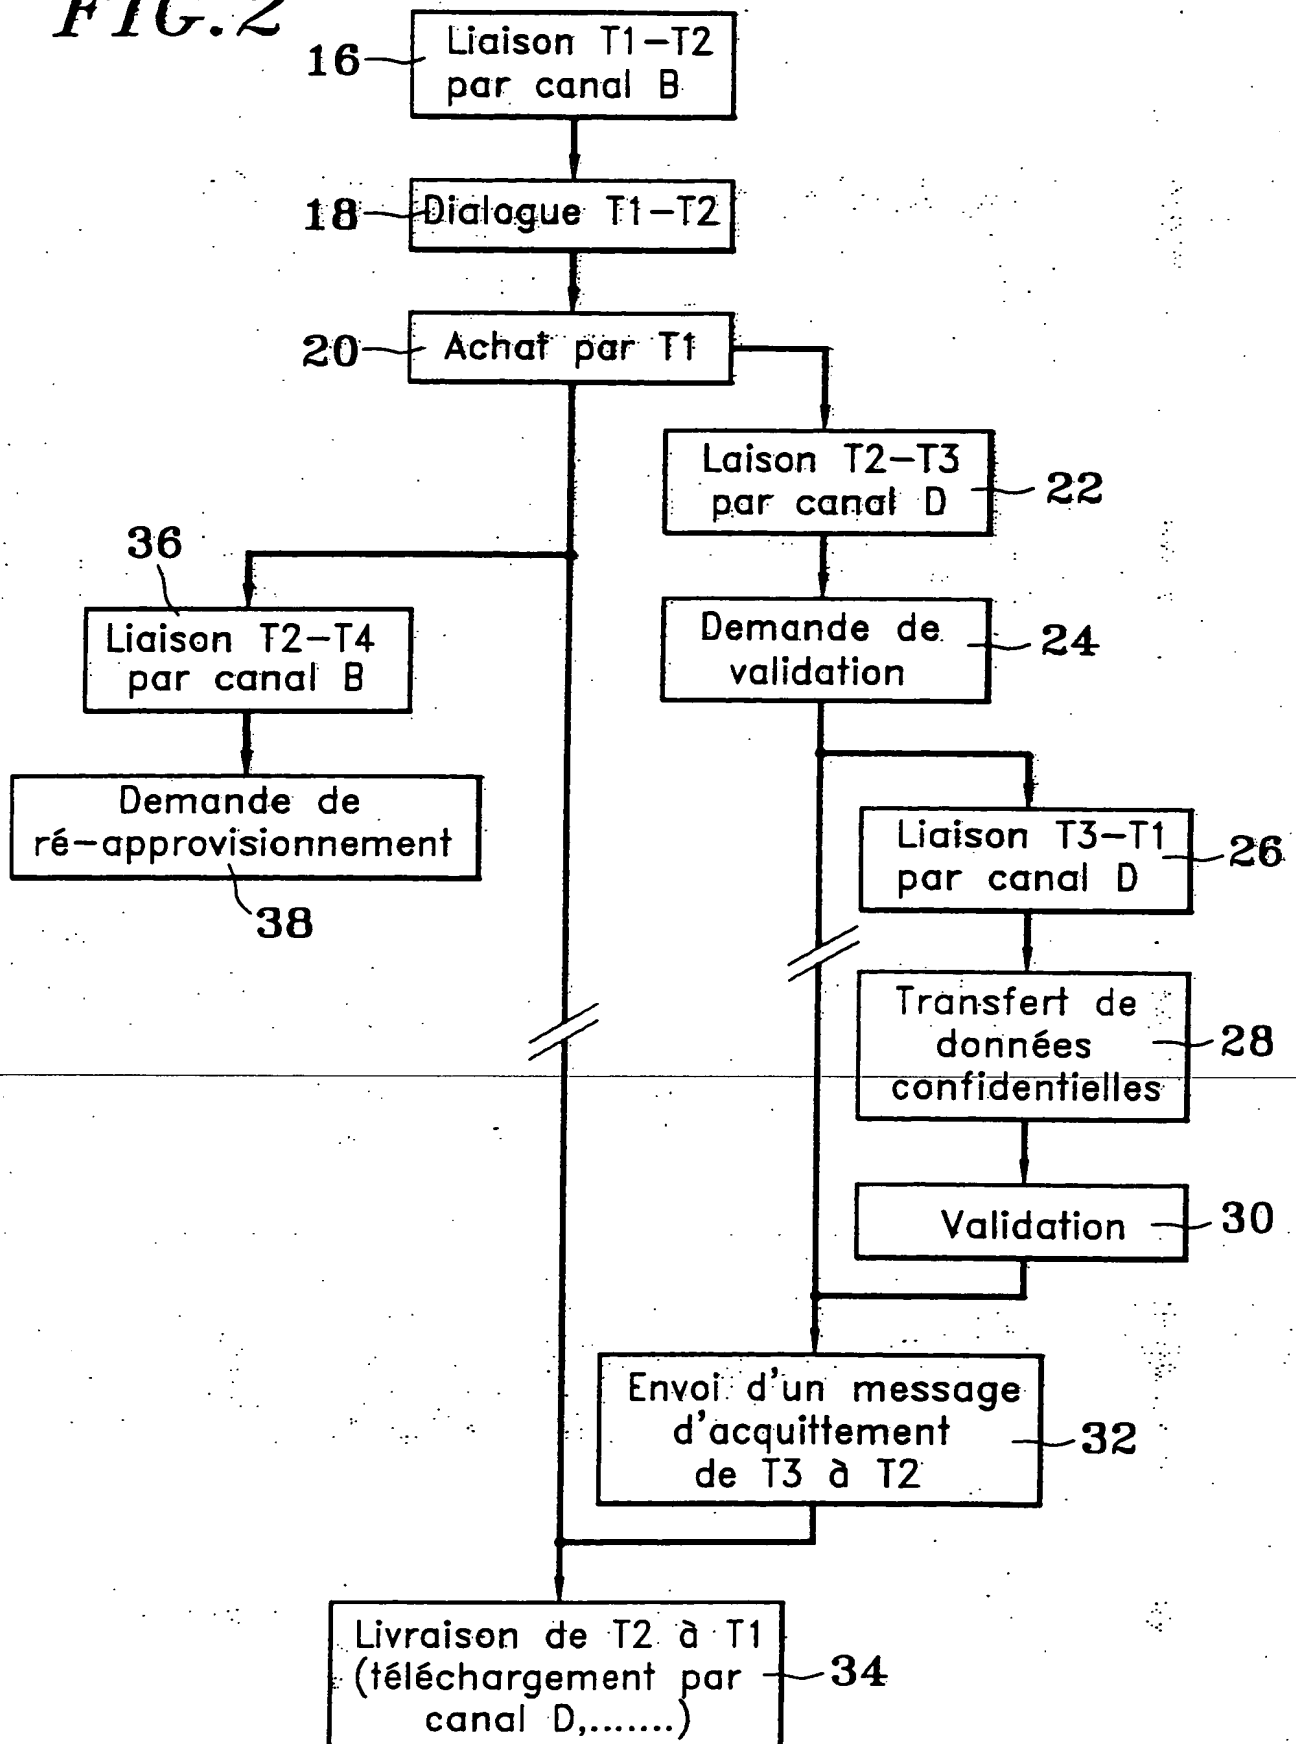 FIG.2
16
Liaison T1-T2
par canal B
18
Dialogue T1-T2
20
Achat par T1
Laison T2-T3
par canal D
22
36
Liaison T2-T4
par canal B
Demande de
validation
24
Demande de
ré-approvisionnement
38
Liaison T3-T1
par canal D
26
Transfert de
données
confidentielles
28
Validation
30
Envoi d'un message
d'acquittement
de T3 à T2
32
Livraison de T2 à T1
(téléchargement par
canal D,.......)
34